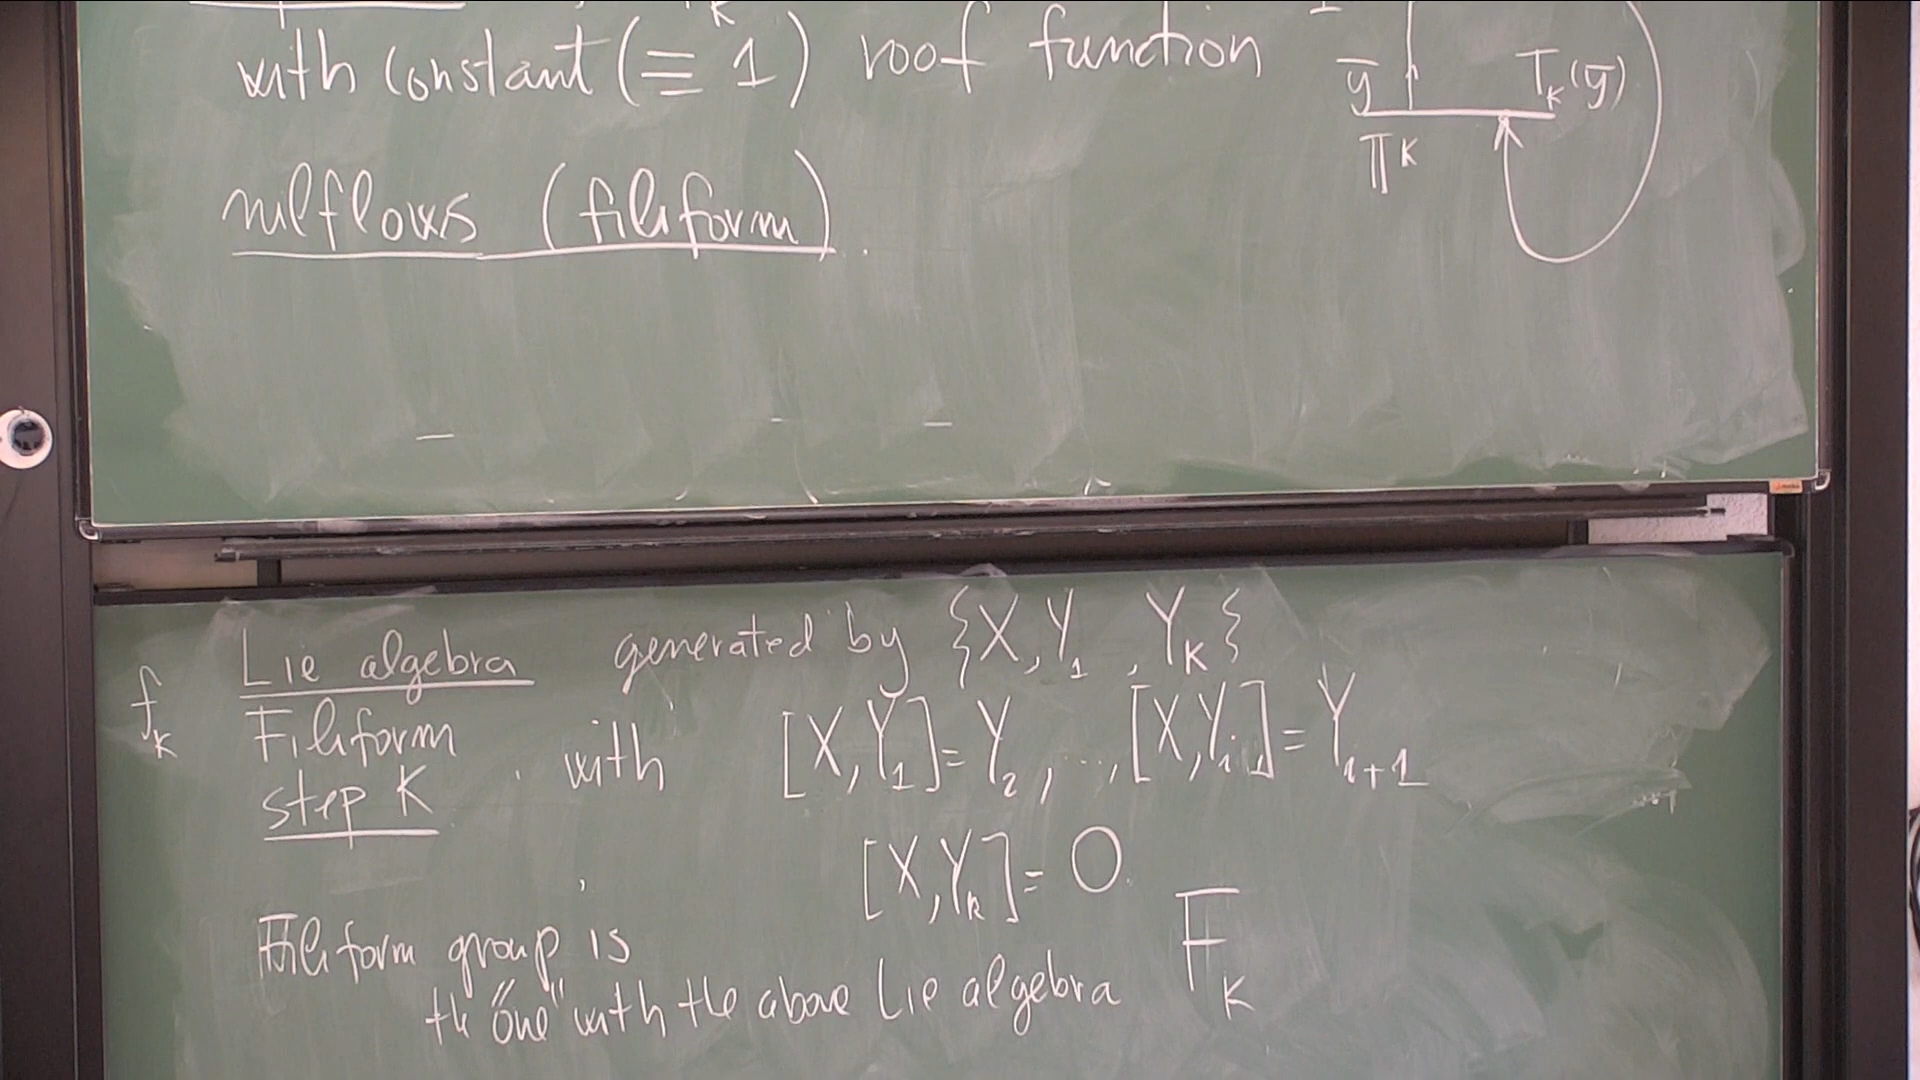 K
with constant (≡ 1) roof function
ȳ T_K(ȳ)
𝕋^K
nilflows (filiform).
f_K Lie algebra generated by {X, Y_1, Y_K}
Filiform
step K with [X, Y_1] = Y_2, ..., [X, Y_i] = Y_{i+1}
[X, Y_k] = 0.
Filiform group is F_K
the "one" with the above Lie algebra